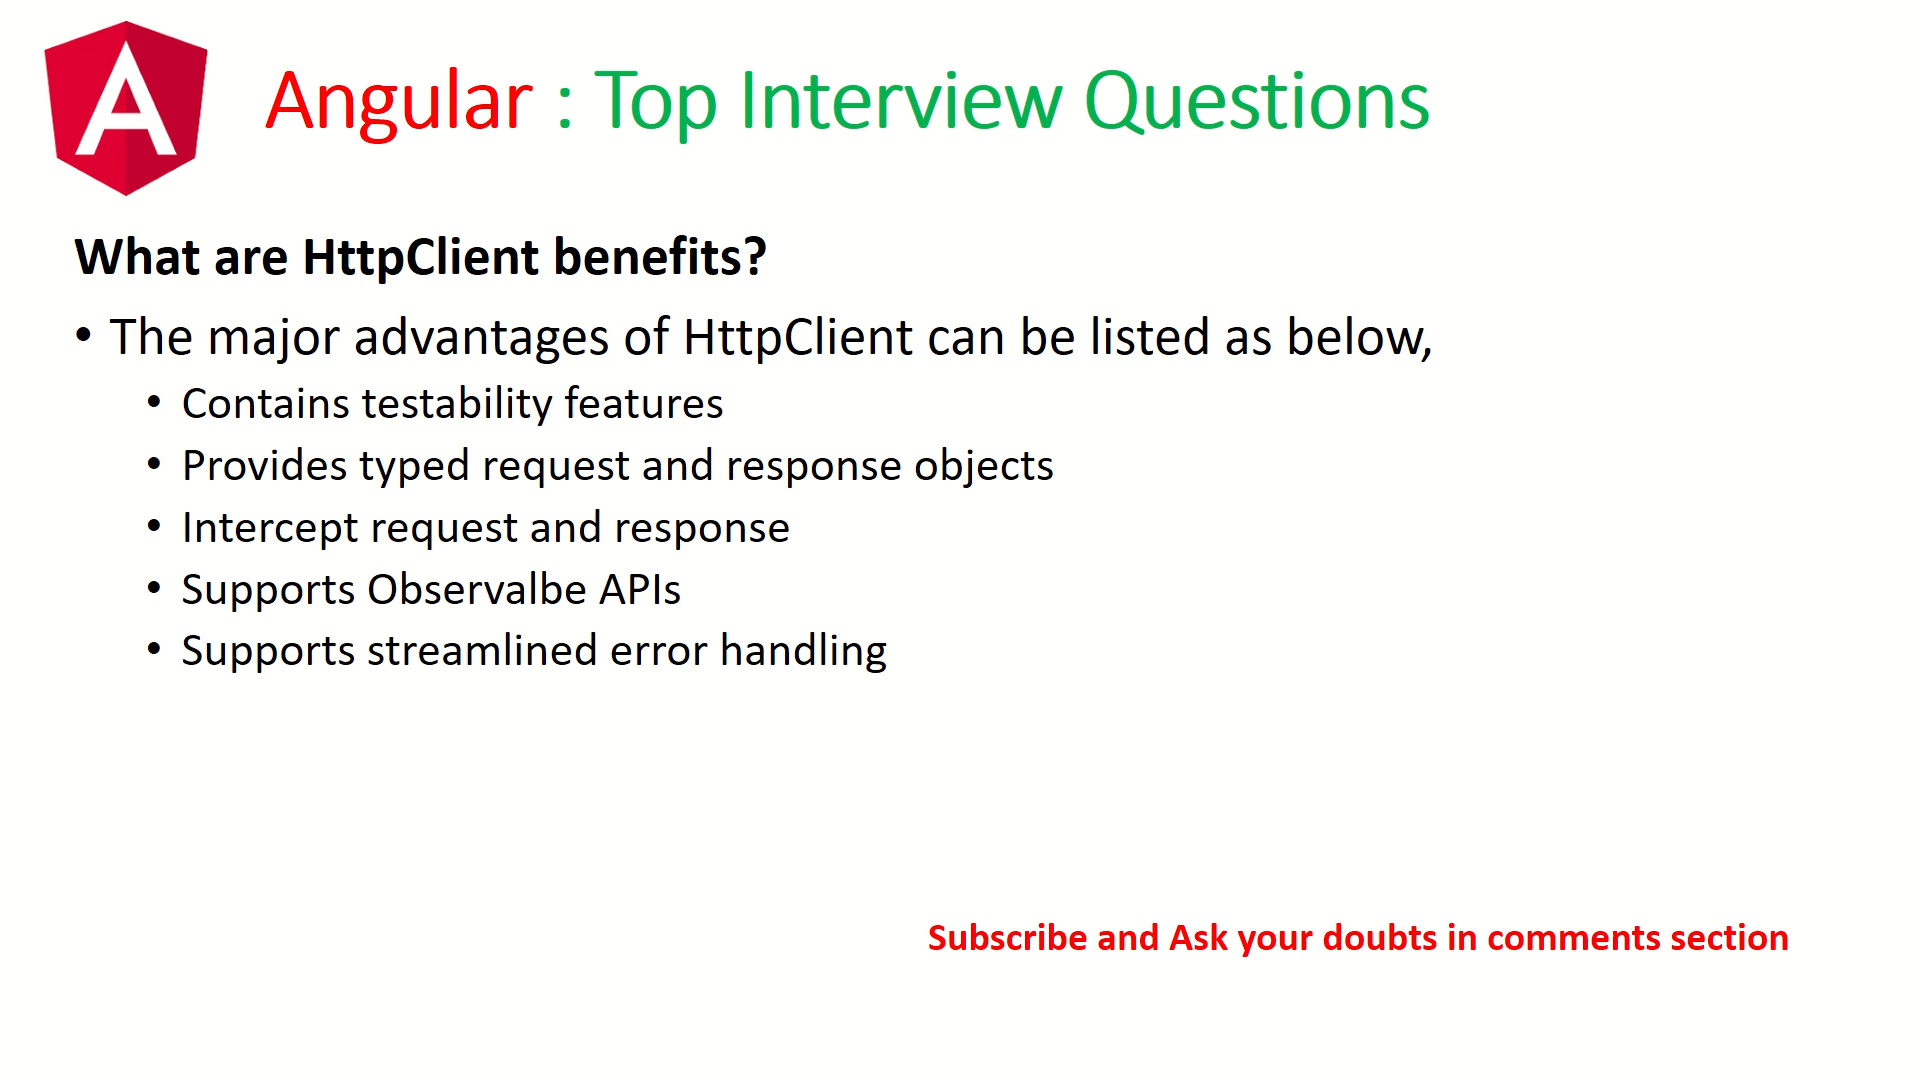 Angular : Top Interview Questions
What are HttpClient benefits?
• The major advantages of HttpClient can be listed as below,
• Contains testability features
• Provides typed request and response objects
• Intercept request and response
• Supports Observalbe APIs
• Supports streamlined error handling
Subscribe and Ask your doubts in comments section